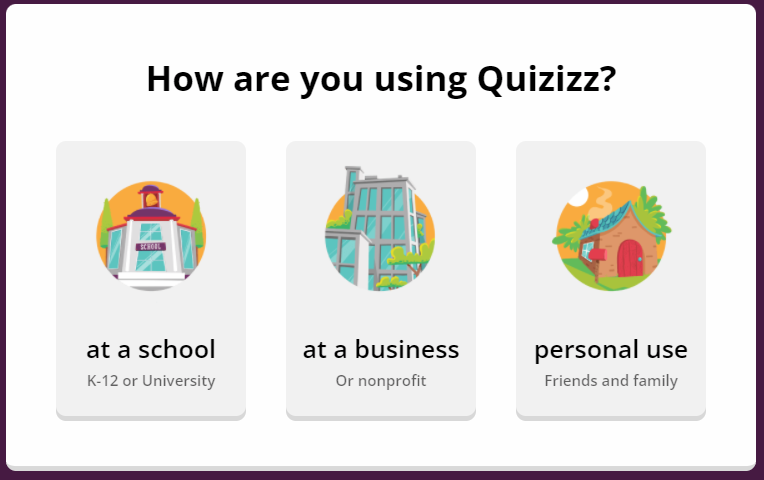 How are you using Quizizz?
SCHOOL
at a school
K-12 or University
at a business
Or nonprofit
personal use
Friends and family